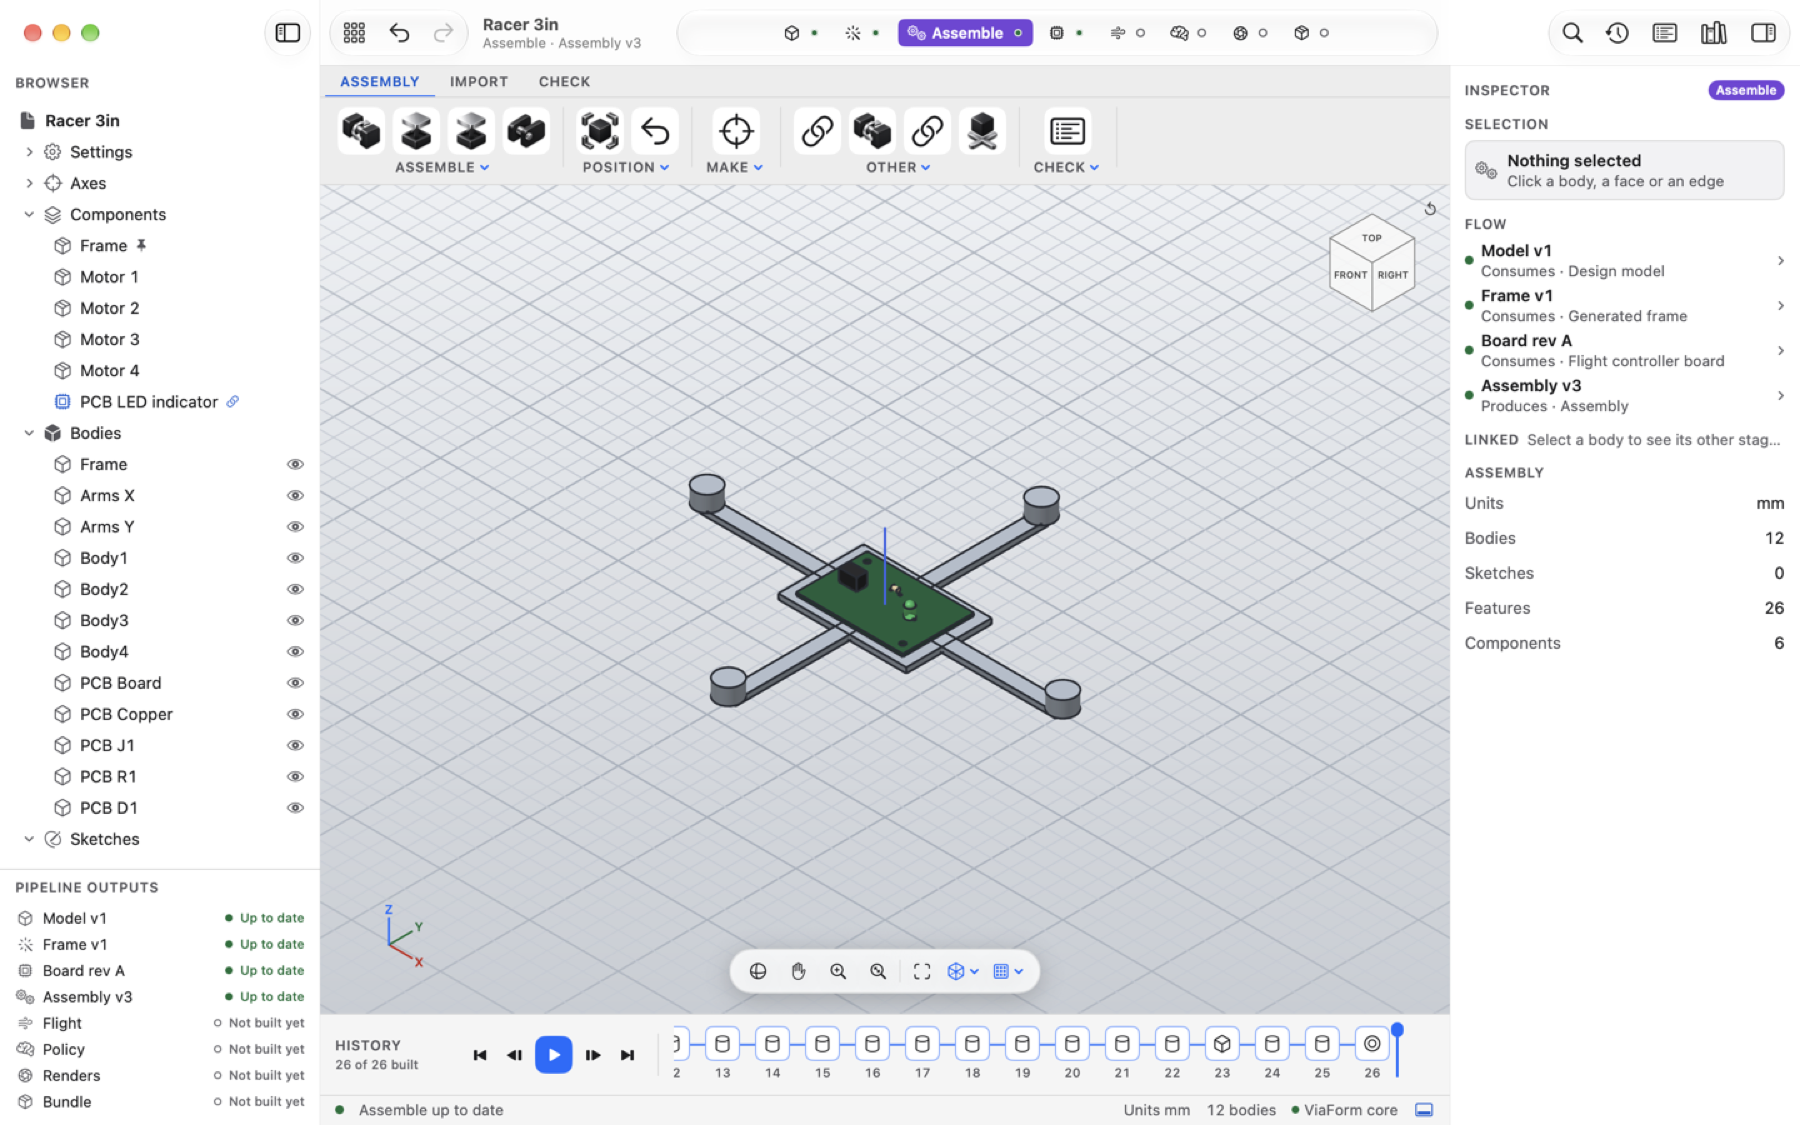 Racer 3in
Assemble · Assembly v3
Assemble
BROWSER
Racer 3in
Settings
Axes
Components
Frame
Motor 1
Motor 2
Motor 3
Motor 4
PCB LED indicator
Bodies
Frame
Arms X
Arms Y
Body1
Body2
Body3
Body4
PCB Board
PCB Copper
PCB J1
PCB R1
PCB D1
Sketches
PIPELINE OUTPUTS
Model v1 Up to date
Frame v1 Up to date
Board rev A Up to date
Assembly v3 Up to date
Flight Not built yet
Policy Not built yet
Renders Not built yet
Bundle Not built yet
ASSEMBLY IMPORT CHECK
ASSEMBLE POSITION MAKE OTHER CHECK
TOP
FRONT RIGHT
Z
Y
X
HISTORY
26 of 26 built
2 13 14 15 16 17 18 19 20 21 22 23 24 25 26
Assemble up to date
Units mm 12 bodies ViaForm core
INSPECTOR Assemble
SELECTION
Nothing selected
Click a body, a face or an edge
FLOW
Model v1
Consumes · Design model
Frame v1
Consumes · Generated frame
Board rev A
Consumes · Flight controller board
Assembly v3
Produces · Assembly
LINKED Select a body to see its other stag...
ASSEMBLY
Units mm
Bodies 12
Sketches 0
Features 26
Components 6